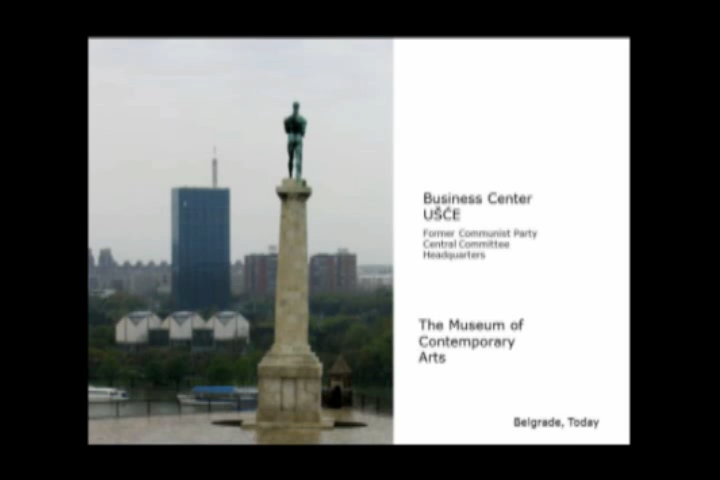 Business Center
UŠĆE
Former Communist Party
Central Committee
Headquarters
The Museum of
Contemporary
Arts
Belgrade, Today